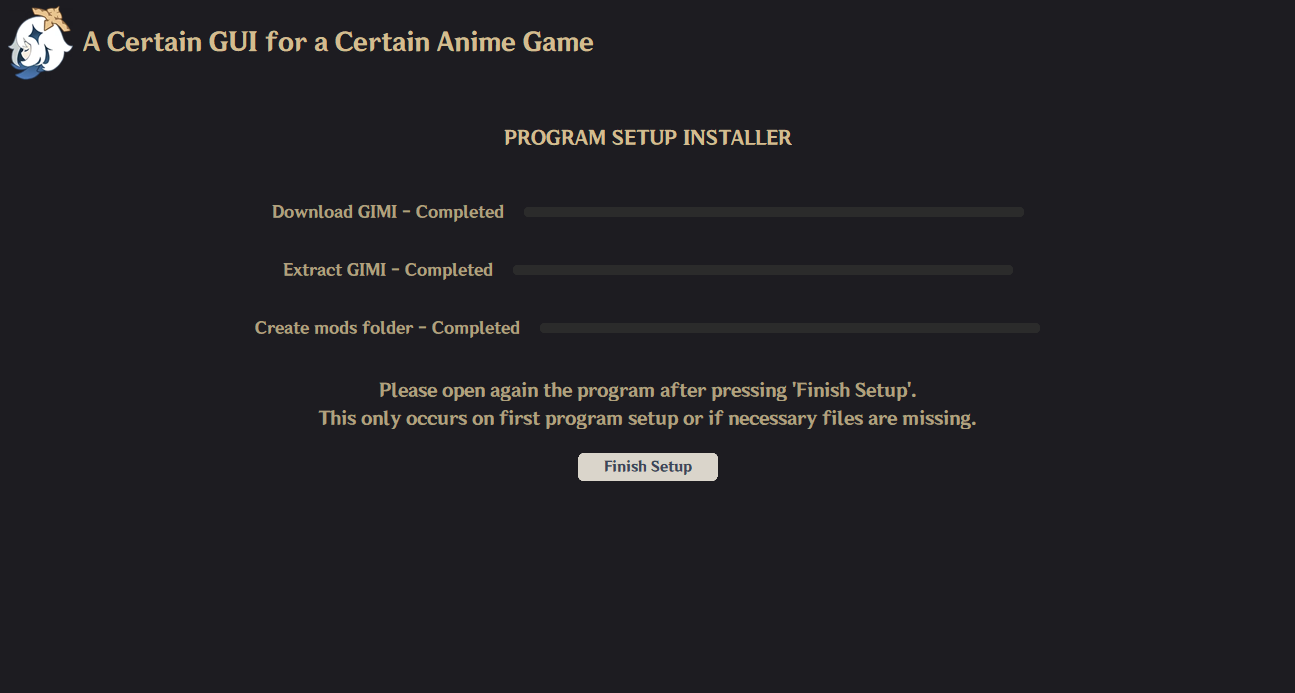 A Certain GUI for a Certain Anime Game
PROGRAM SETUP INSTALLER
Download GIMI - Completed
Extract GIMI - Completed
Create mods folder - Completed
Please open again the program after pressing 'Finish Setup'.
This only occurs on first program setup or if necessary files are missing.
Finish Setup